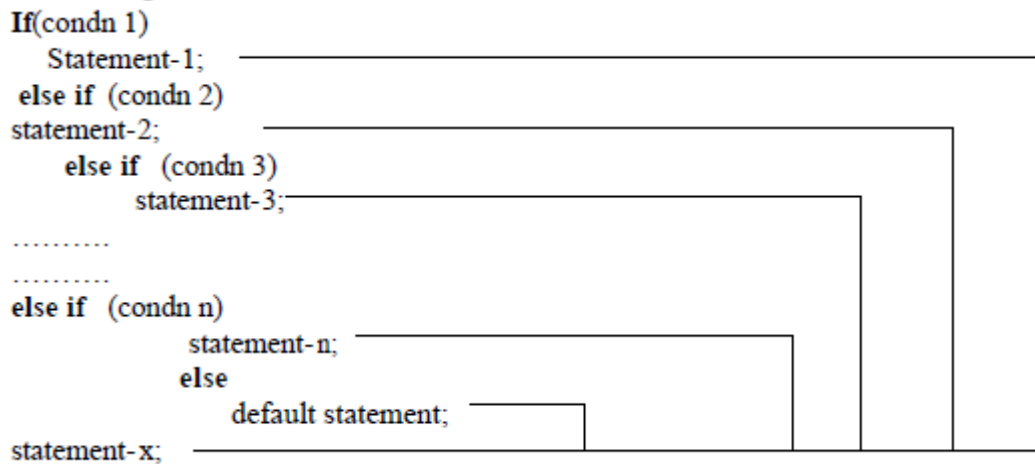 If(condn 1)
Statement-1;
else if (condn 2)
statement-2;
else if (condn 3)
statement-3;
..........
..........
else if (condn n)
statement-n;
else
default statement;
statement-x;